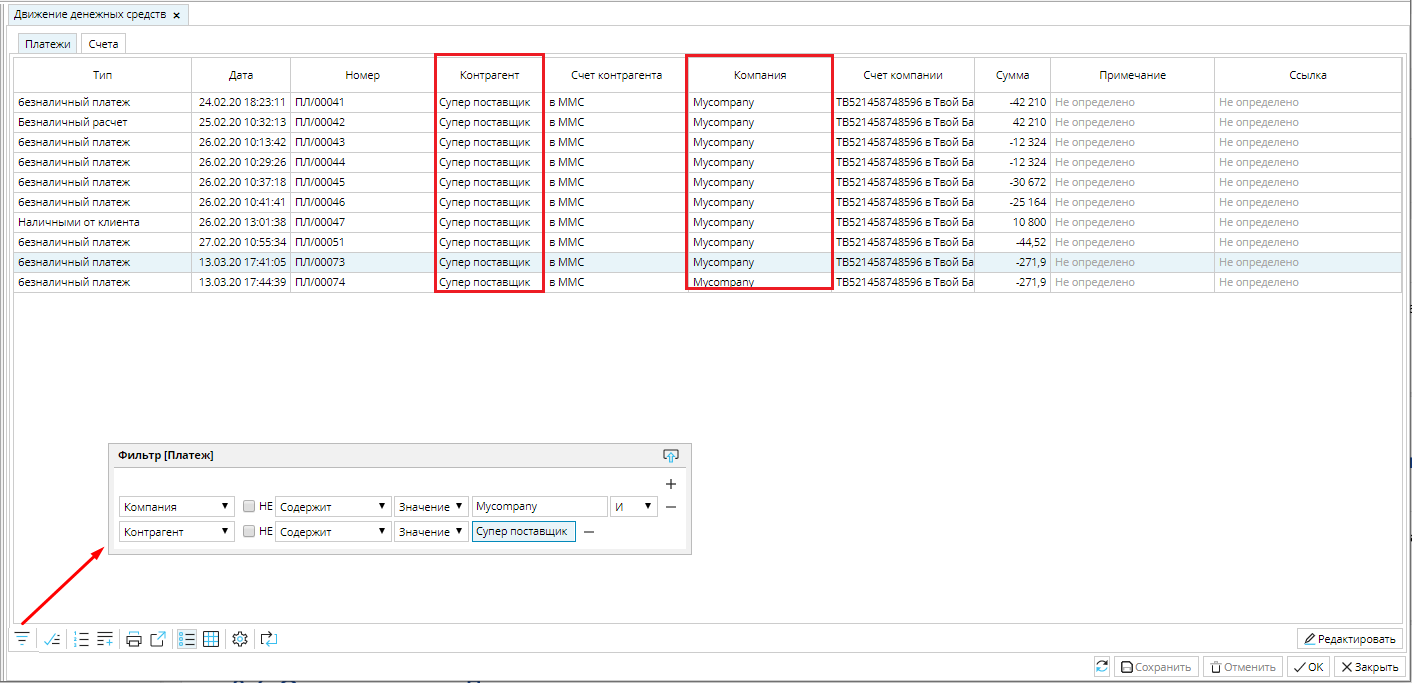 Движение денежных средств
Платежи Счета
Тип Дата Номер Контрагент Счет контрагента Компания Счет компании Сумма Примечание Ссылка
безналичный платеж 24.02.20 18:23:11 ПЛ/00041 Супер поставщик в ММС Mycompany ТВ521458748596 в Твой Ба -42 210 Не определено Не определено
Безналичный расчет 25.02.20 10:32:13 ПЛ/00042 Супер поставщик в ММС Mycompany ТВ521458748596 в Твой Ба 42 210 Не определено Не определено
безналичный платеж 26.02.20 10:13:42 ПЛ/00043 Супер поставщик в ММС Mycompany ТВ521458748596 в Твой Ба -12 324 Не определено Не определено
безналичный платеж 26.02.20 10:29:26 ПЛ/00044 Супер поставщик в ММС Mycompany ТВ521458748596 в Твой Ба -12 324 Не определено Не определено
безналичный платеж 26.02.20 10:37:18 ПЛ/00045 Супер поставщик в ММС Mycompany ТВ521458748596 в Твой Ба -30 672 Не определено Не определено
безналичный платеж 26.02.20 10:41:41 ПЛ/00046 Супер поставщик в ММС Mycompany ТВ521458748596 в Твой Ба -25 164 Не определено Не определено
Наличными от клиента 26.02.20 13:01:38 ПЛ/00047 Супер поставщик в ММС Mycompany ТВ521458748596 в Твой Ба 10 800 Не определено Не определено
безналичный платеж 27.02.20 10:55:34 ПЛ/00051 Супер поставщик в ММС Mycompany ТВ521458748596 в Твой Ба -44,52 Не определено Не определено
безналичный платеж 13.03.20 17:41:05 ПЛ/00073 Супер поставщик в ММС Mycompany ТВ521458748596 в Твой Ба -271,9 Не определено Не определено
безналичный платеж 13.03.20 17:44:39 ПЛ/00074 Супер поставщик в ММС Mycompany ТВ521458748596 в Твой Ба -271,9 Не определено Не определено
Фильтр [Платеж]
Компания НЕ Содержит Значение Mycompany И
Контрагент НЕ Содержит Значение Супер поставщик
Редактировать
Сохранить Отменить OK Закрыть